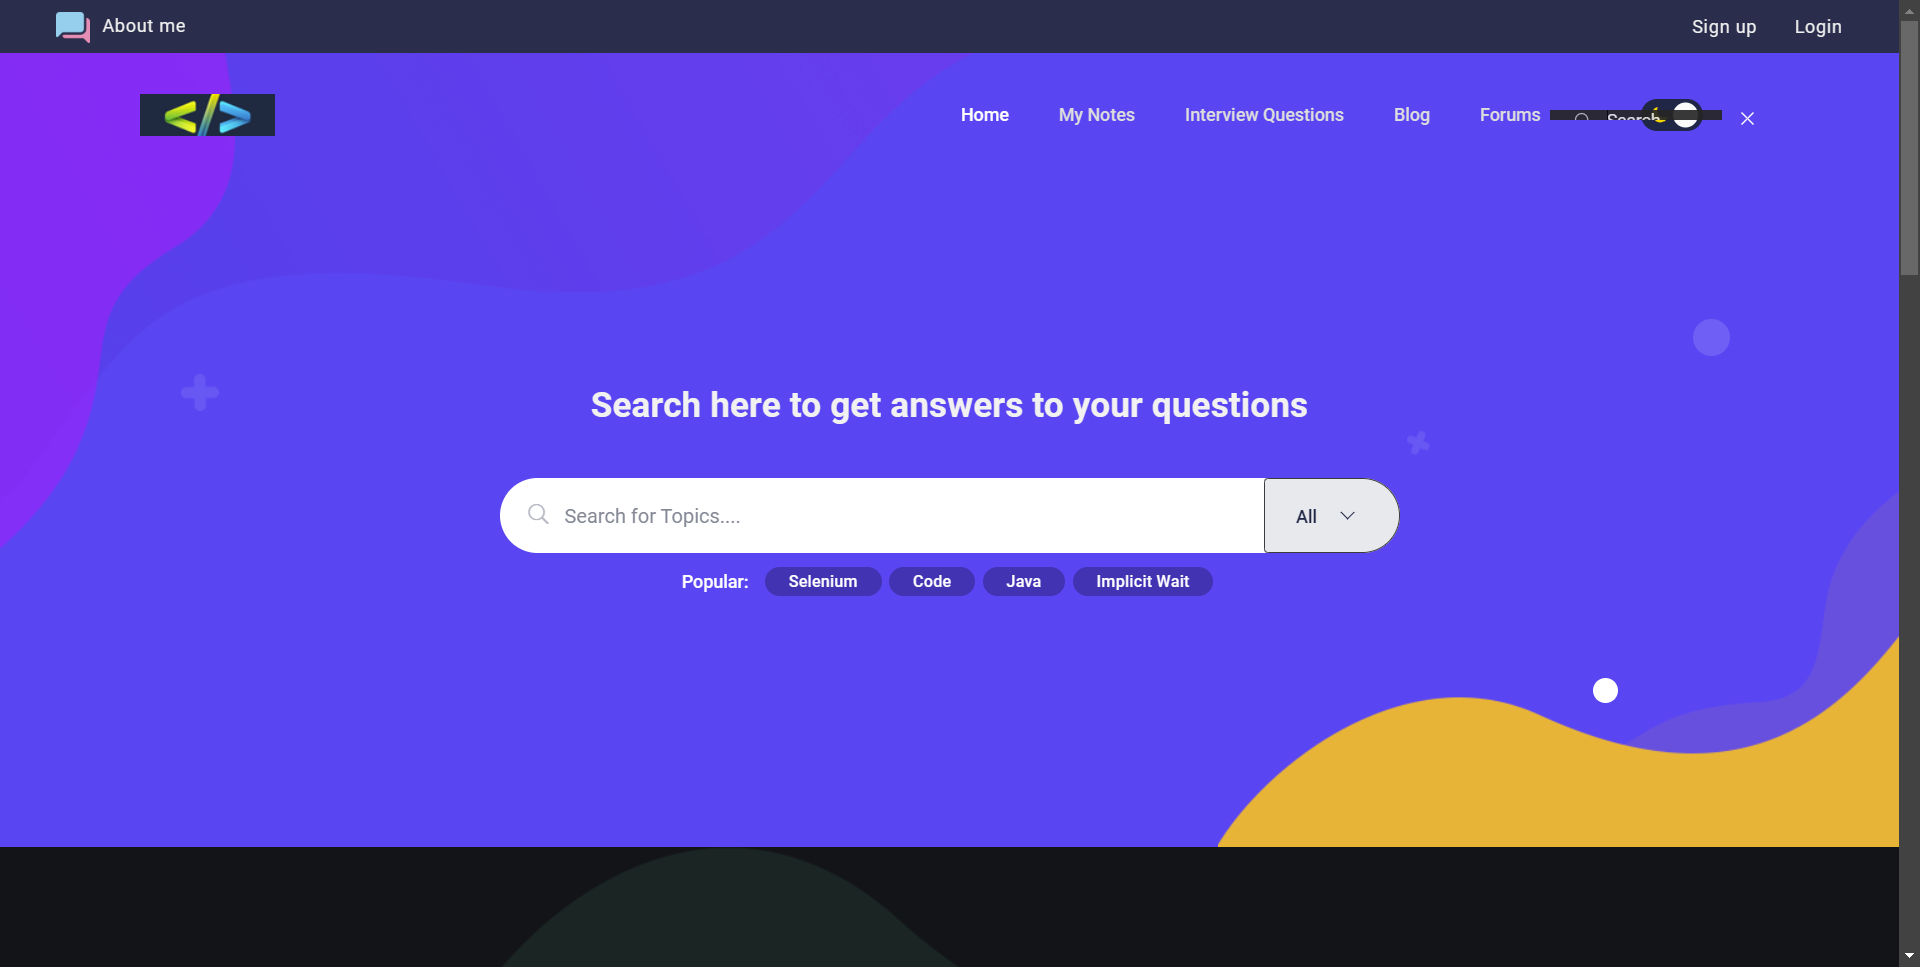 About me
Sign up Login
</>
Home My Notes Interview Questions Blog Forums Search
Search here to get answers to your questions
Search for Topics.... All
Popular: Selenium Code Java Implicit Wait